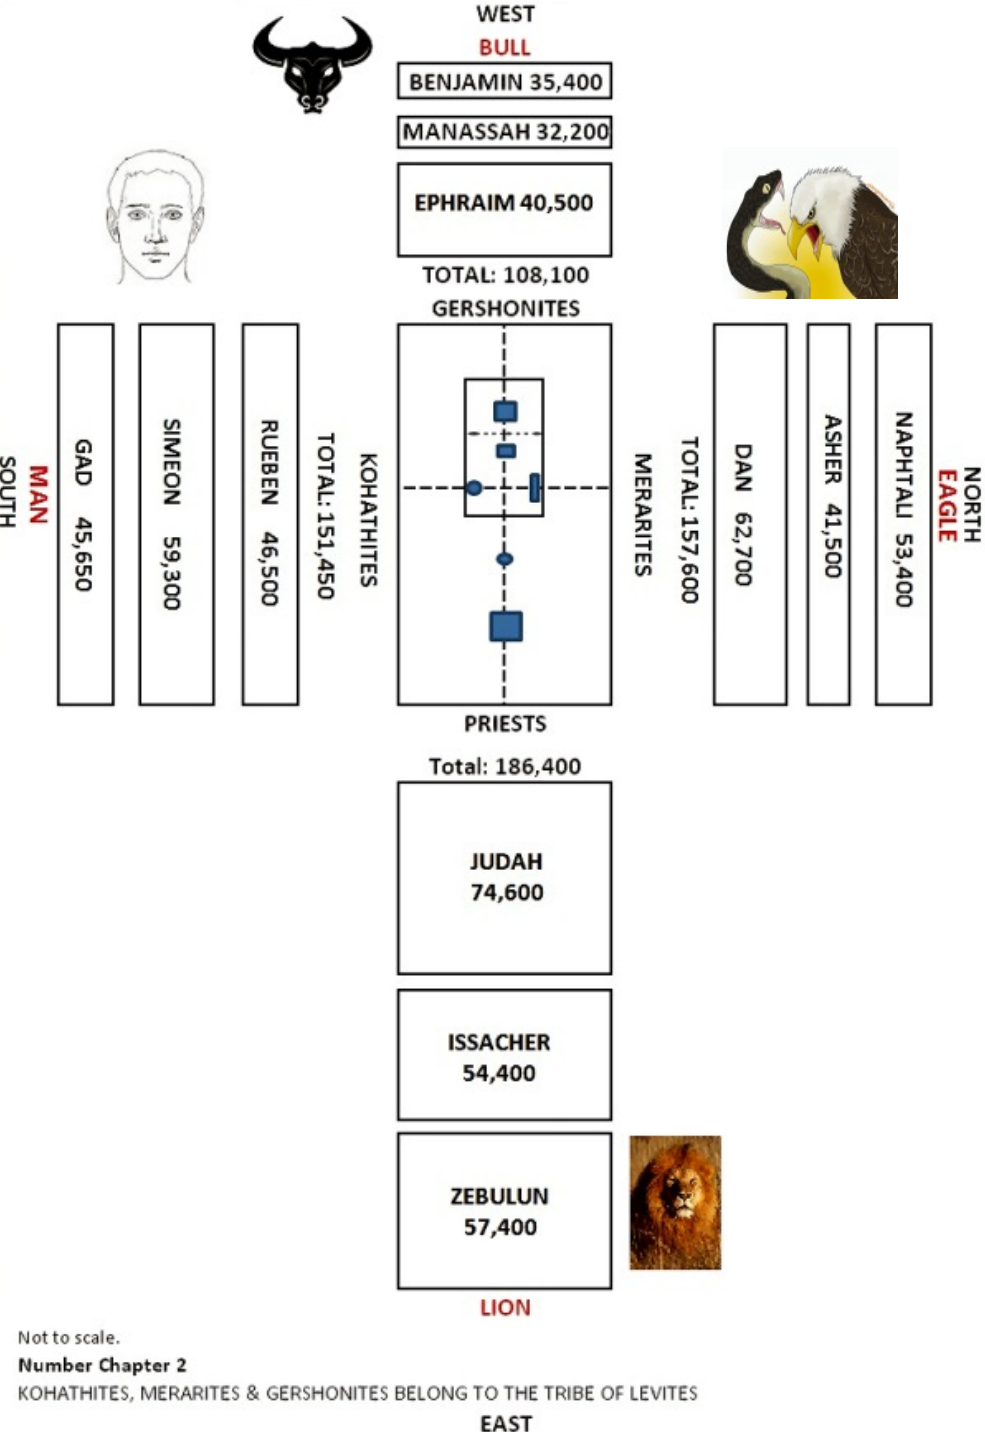 WEST
BULL
BENJAMIN 35,400
MANASSAH 32,200
EPHRAIM 40,500
TOTAL: 108,100
GERSHONITES
SOUTH
MAN
GAD 45,650
SIMEON 59,300
RUEBEN 46,500
TOTAL: 151,450
KOHATHITES
MERARITES
TOTAL: 157,600
DAN 62,700
ASHER 41,500
NAPHTALI 53,400
EAGLE
NORTH
PRIESTS
Total: 186,400
JUDAH
74,600
ISSACHER
54,400
ZEBULUN
57,400
LION
Not to scale.
Number Chapter 2
KOHATHITES, MERARITES & GERSHONITES BELONG TO THE TRIBE OF LEVITES
EAST